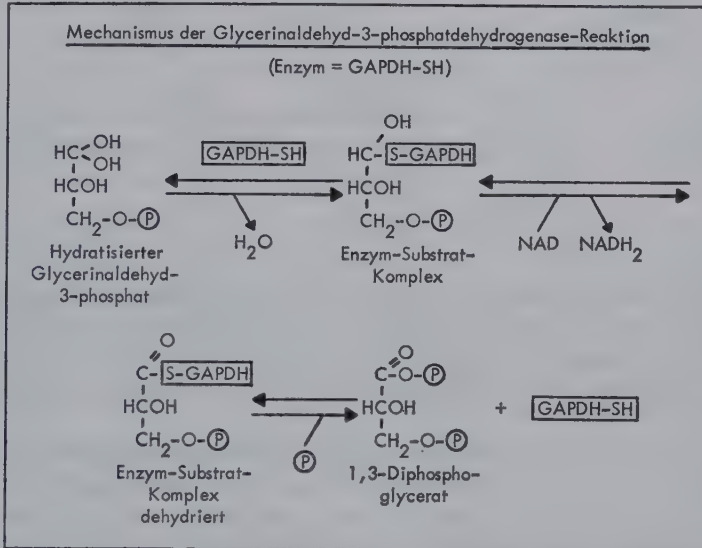 Mechanismus der Glycerinaldehyd-3-phosphatdehydrogenase-Reaktion
(Enzym = GAPDH-SH)
OH
HC OH GAPDH-SH HC-S-GAPDH
OH
HCOH HCOH
CH2-O-P H2O CH2-O-P NAD NADH2
Hydratisierter Enzym-Substrat-
Glycerinaldehyd- Komplex
3-phosphat
O O
C-S-GAPDH C-O-P
HCOH HCOH + GAPDH-SH
CH2-O-P P CH2-O-P
Enzym-Substrat- 1,3-Diphospho-
Komplex glycerat
dehydriert